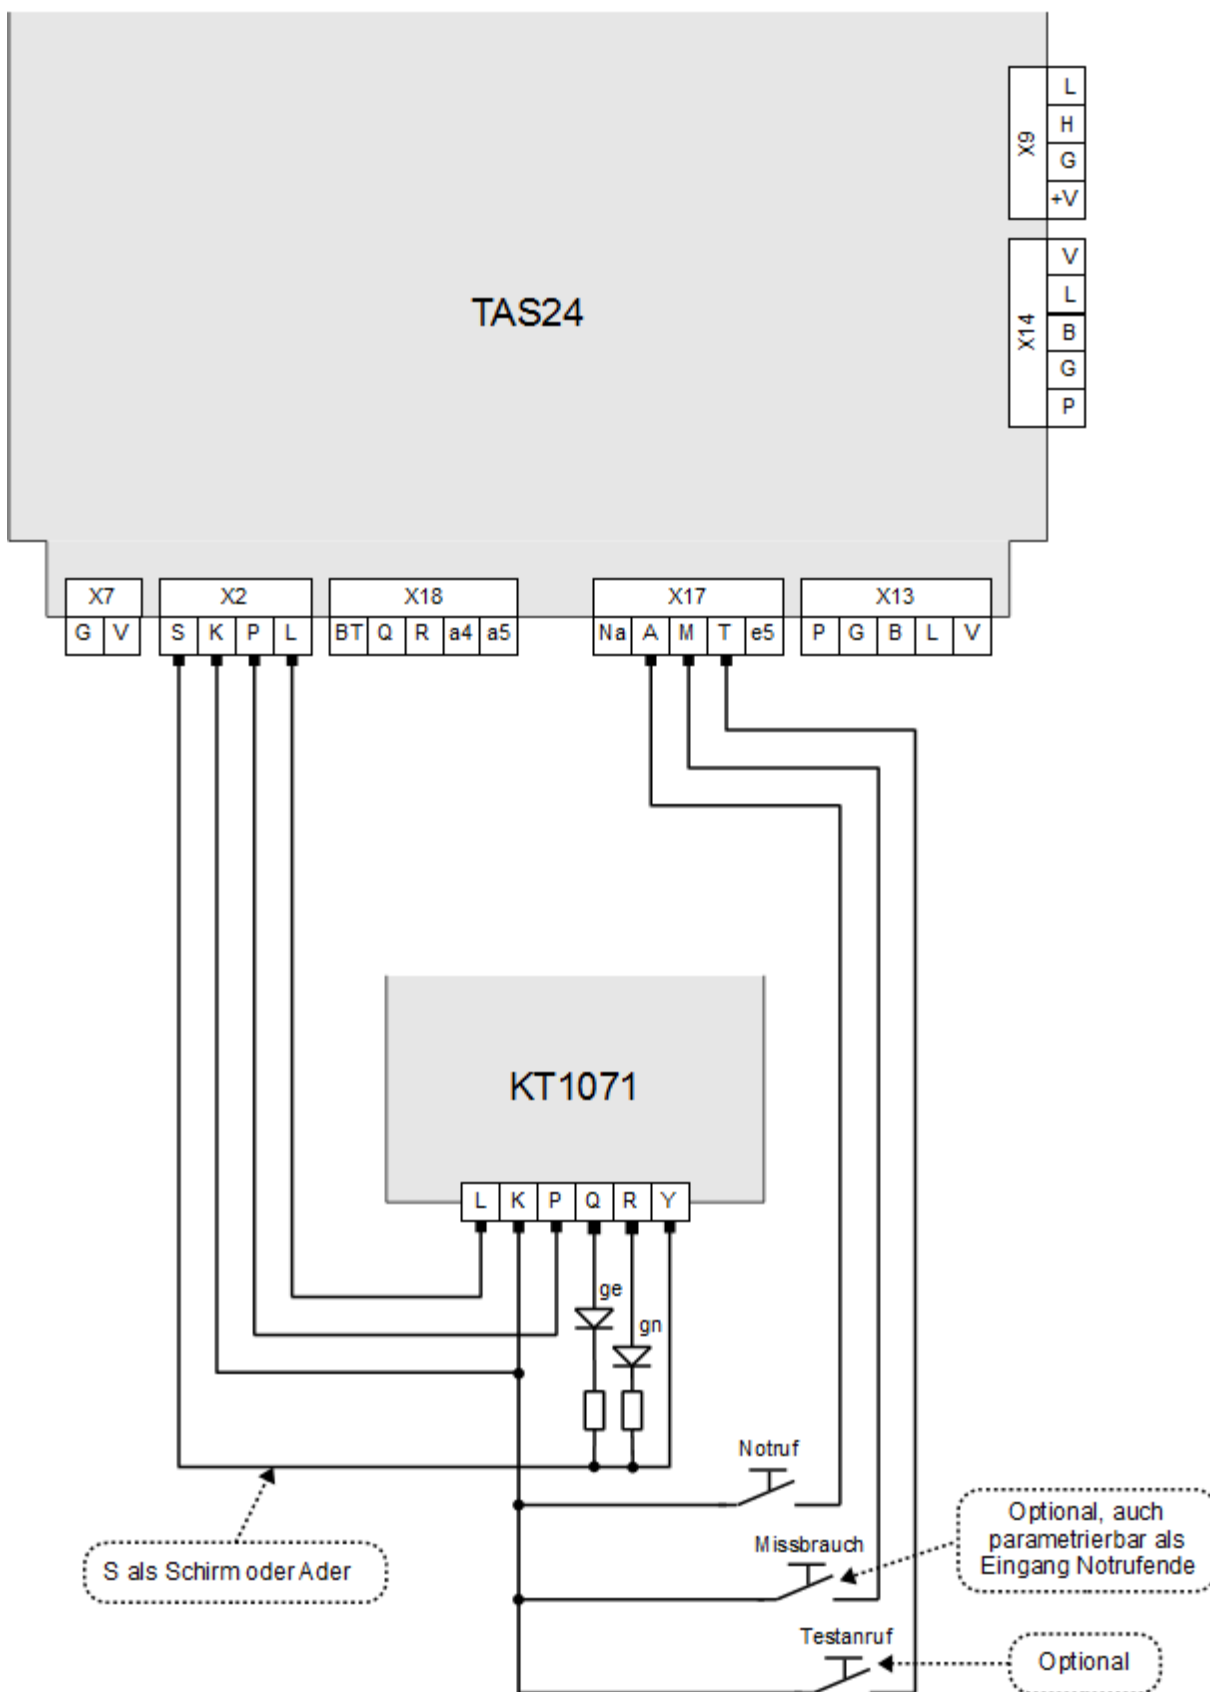 X9
L
H
G
+V
TAS24
X14
V
L
B
G
P
X7
X2
X18
X17
X13
G V
S K P L
BT Q R a4 a5
Na A M T e5
P G B L V
KT1071
L K P Q R Y
ge
gn
Notruf
S als Schirm oder Ader
Missbrauch
Optional, auch
parametrierbar als
Eingang Notrufende
Testanruf
Optional